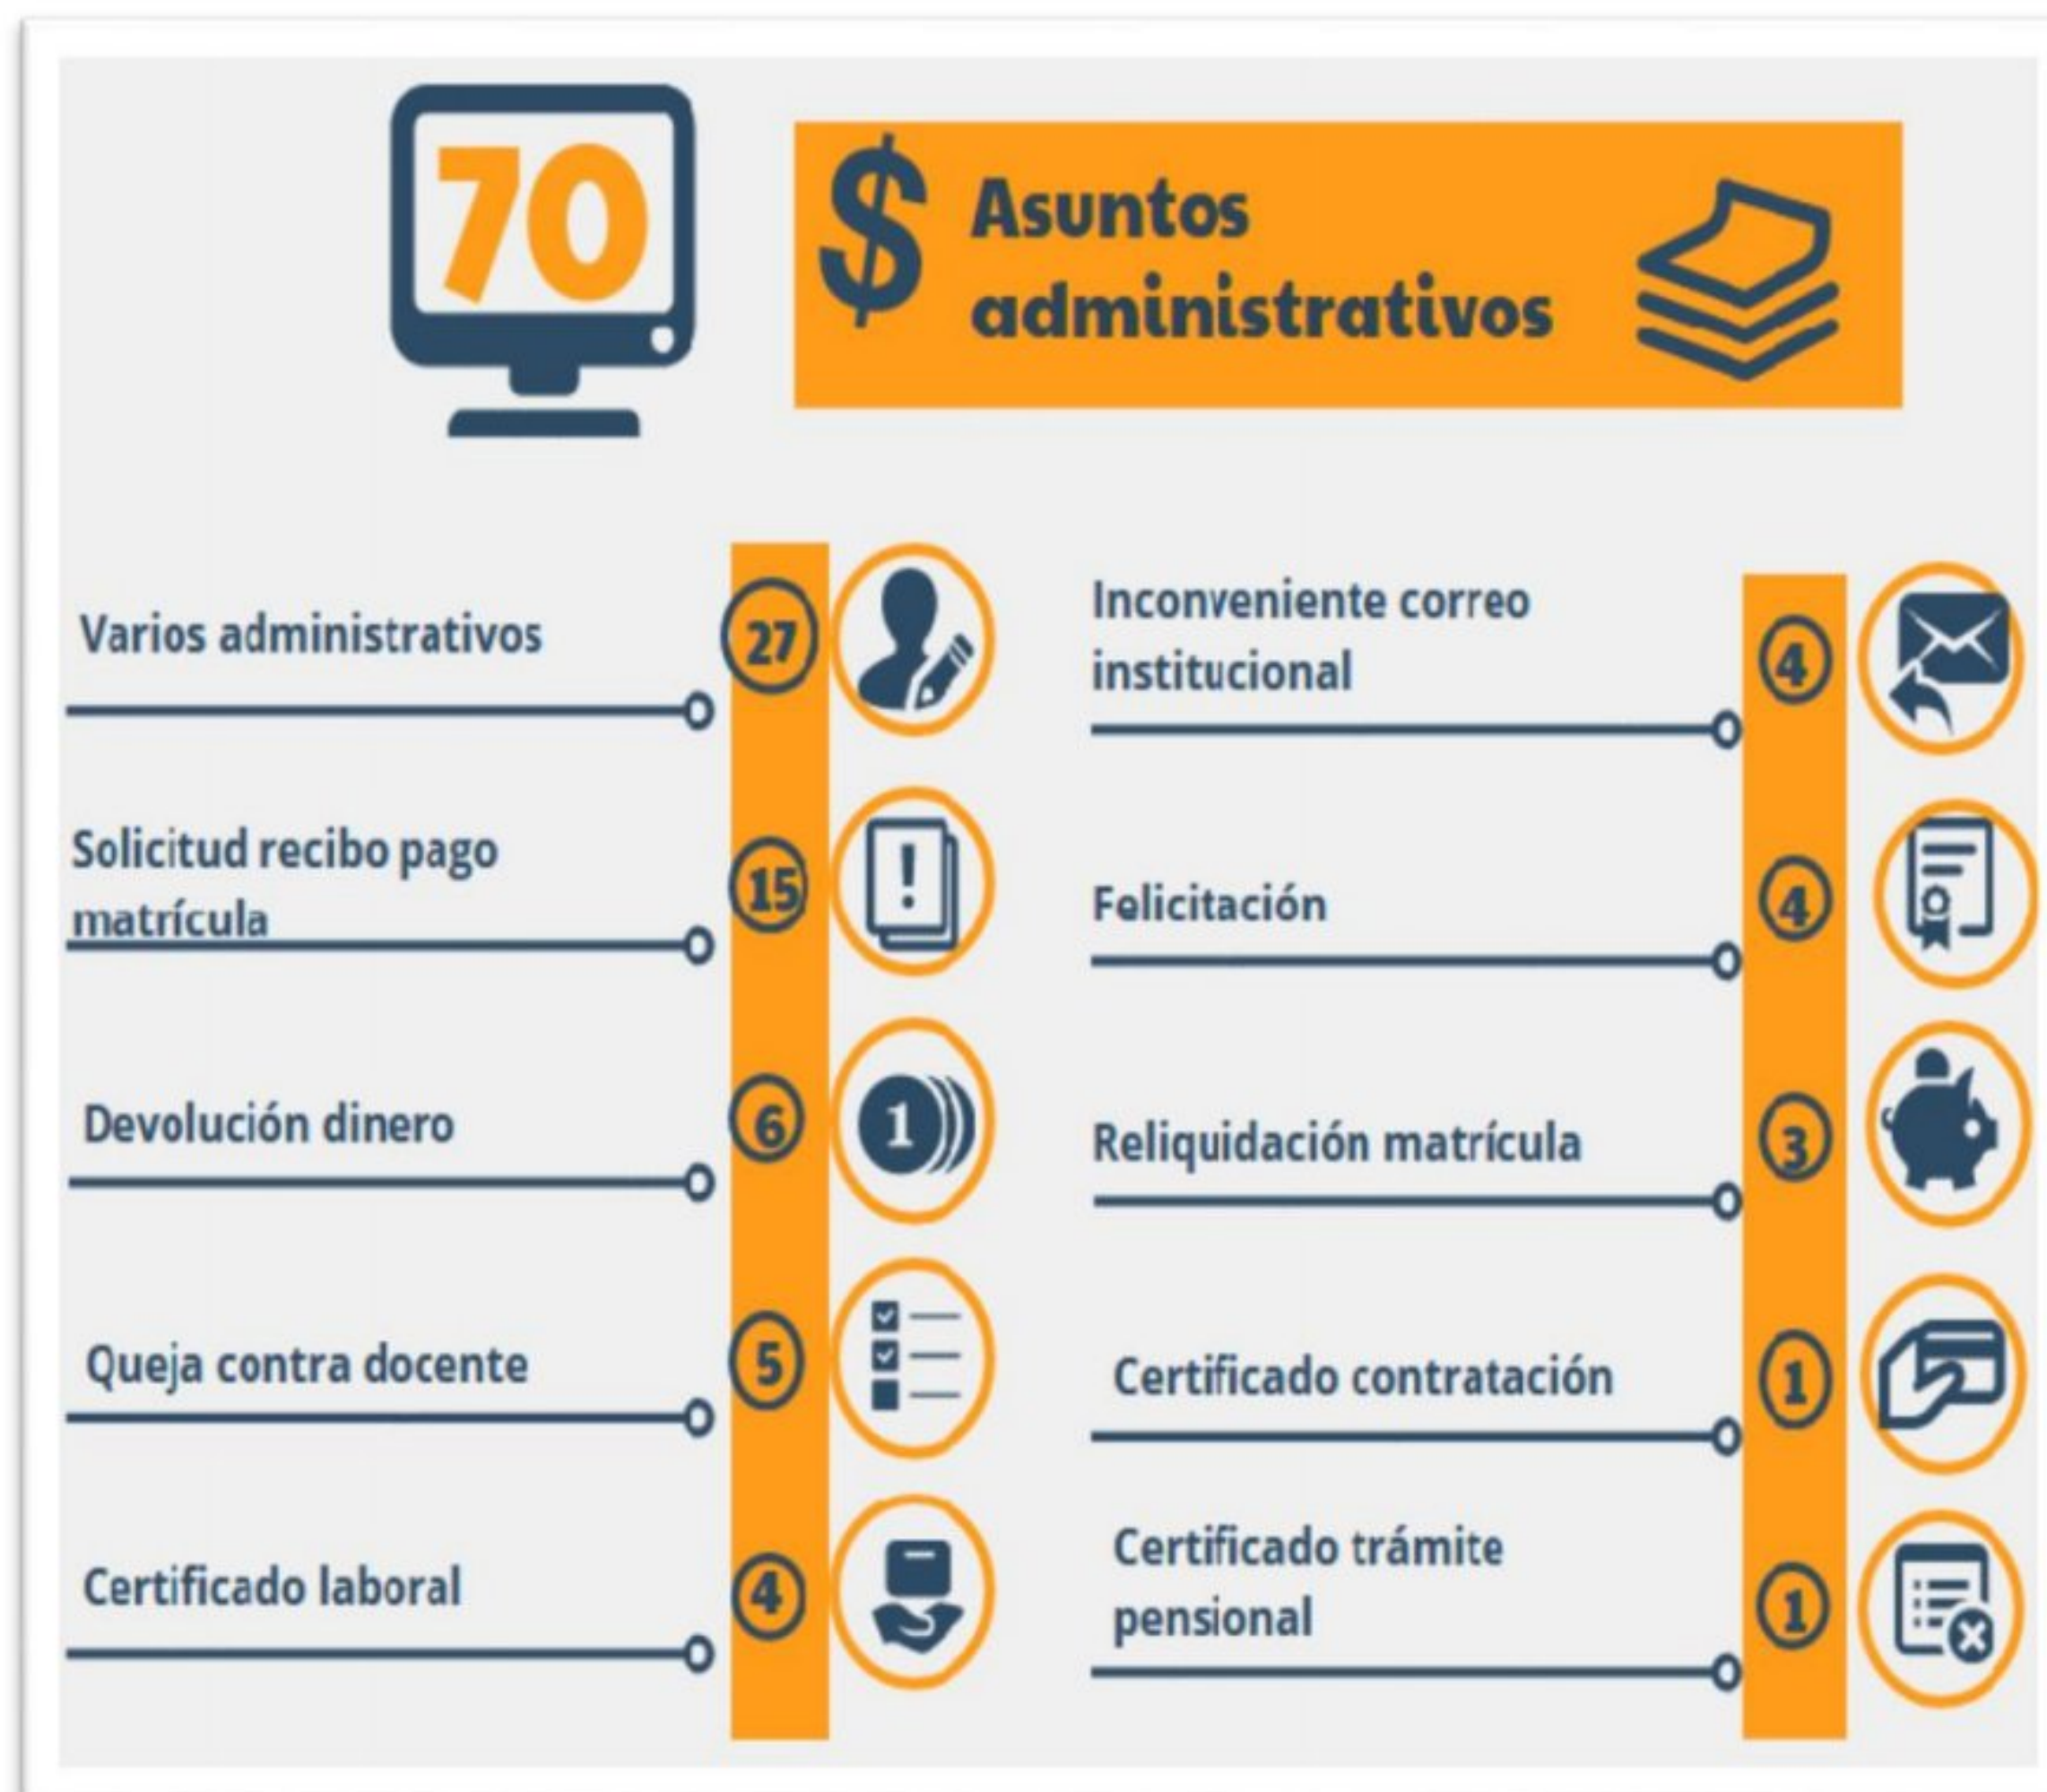 70
$ Asuntos
administrativos
Varios administrativos
27
Solicitud recibo pago
matrícula
15
Devolución dinero
6
1
Queja contra docente
5
Certificado laboral
4
Inconveniente correo
institucional
4
Felicitación
4
Reliquidación matrícula
3
Certificado contratación
1
Certificado trámite
pensional
1